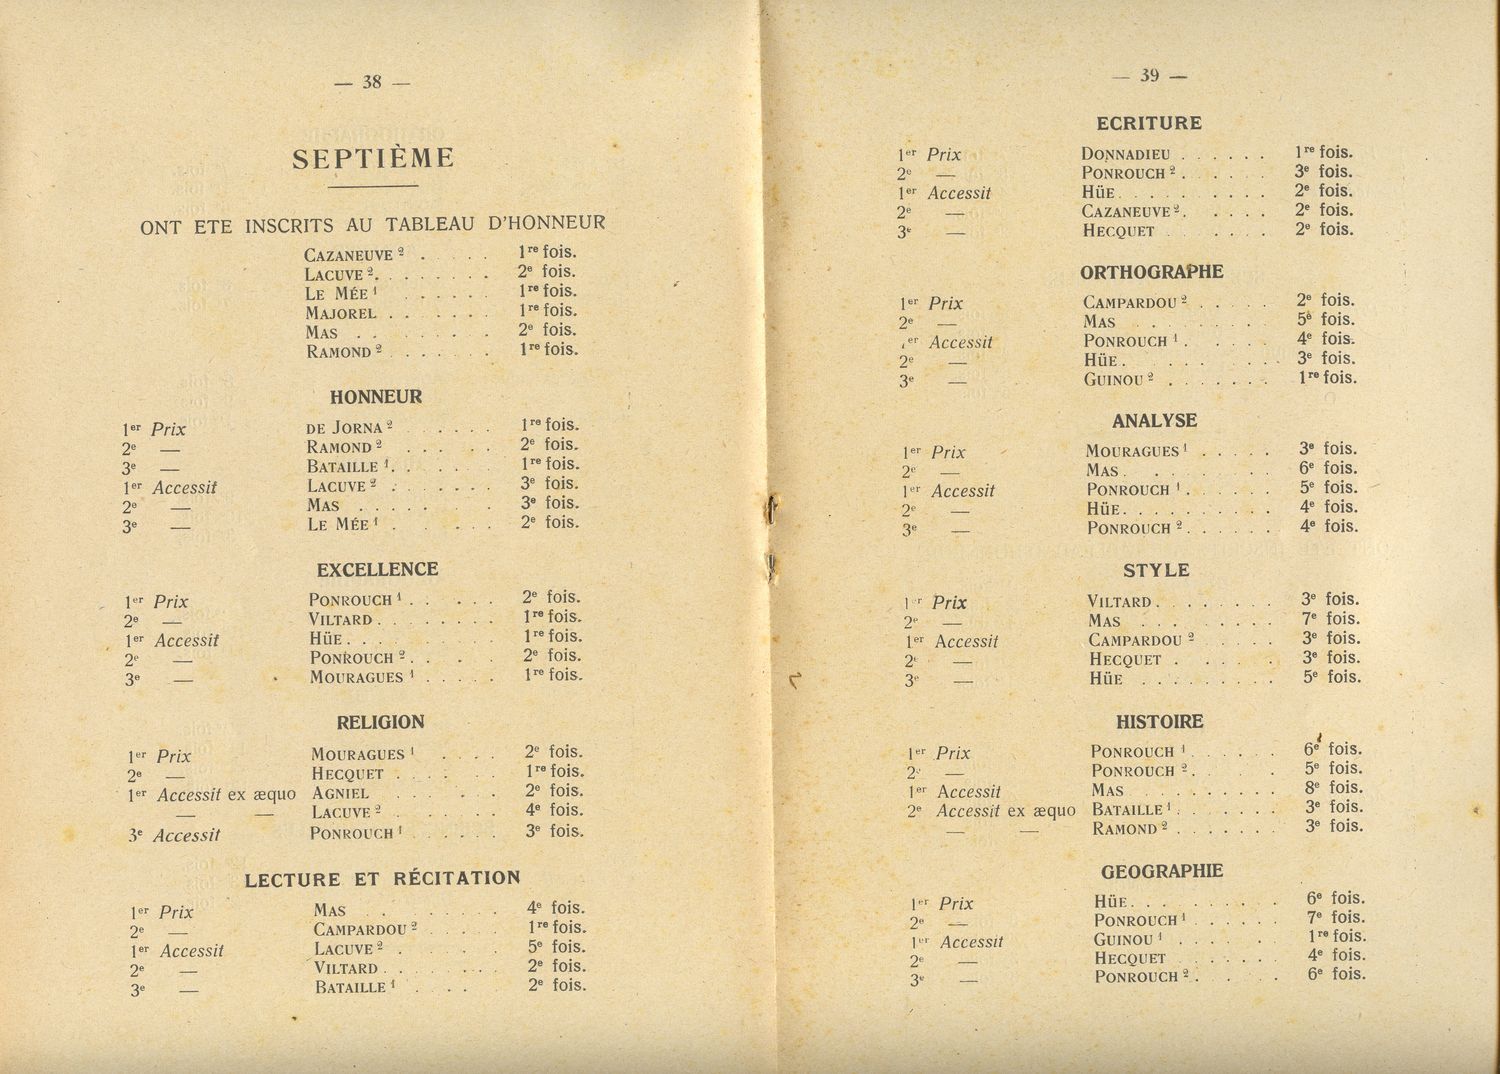 — 38 —
SEPTIÈME
ONT ETE INSCRITS AU TABLEAU D'HONNEUR
CAZANEUVE ² . . . . . 1re fois.
LACUVE ². . . . . . . . 2e fois.
LE MÉE ¹ . . . . . . 1re fois.
MAJOREL . . . . . . . 1re fois.
MAS . . . . . . . . 2e fois.
RAMOND ² . . . . . . . 1re fois.
HONNEUR
1er Prix DE JORNA ² . . . . 1re fois.
2e — RAMOND ² . . . . . 2e fois.
3e — BATAILLE ¹. . . . . 1re fois.
1er Accessit LACUVE ² . . . . . 3e fois.
2e — MAS . . . . . . 3e fois.
3e — LE MÉE ¹ . . . . . 2e fois.
EXCELLENCE
1er Prix PONROUCH ¹ . . . . . 2e fois.
2e — VILTARD . . . . . . . 1re fois.
1er Accessit HÜE . . . . . . . . 1re fois.
2e — PONROUCH ². . . . . 2e fois.
3e — MOURAGUES ¹ . . . . . 1re fois.
RELIGION
1er Prix MOURAGUES ¹ . . . . 2e fois.
2e — HECQUET . . . . . . 1re fois.
1er Accessit ex æquo AGNIEL . . . . . 2e fois.
— — LACUVE ² . . . . . . 4e fois.
3e Accessit PONROUCH ¹ . . . . . . 3e fois.
LECTURE ET RÉCITATION
1er Prix MAS . . . . . . . 4e fois.
2e — CAMPARDOU ² . . . . 1re fois.
1er Accessit LACUVE ² . . . . 5e fois.
2e — VILTARD . . . . . . . 2e fois.
3e — BATAILLE ¹ . . . . 2e fois.
— 39 —
ECRITURE
1er Prix DONNADIEU . . . . . . 1re fois.
2e — PONROUCH ² . . . . . . 3e fois.
1er Accessit HÜE. . . . . . . . . . 2e fois.
2e — CAZANEUVE ². . . . . 2e fois.
3e — HECQUET . . . . . 2e fois.
ORTHOGRAPHE
1er Prix CAMPARDOU ² . . . . . 2e fois.
2e — MAS . . . . . . . . 5e fois.
er Accessit PONROUCH ¹ . . . . . 4e fois.
2e — HÜE. . . . . . . . 3e fois.
3e — GUINOU ² . . . . . . . 1re fois.
ANALYSE
1er Prix MOURAGUES ¹ . . . . . 3e fois.
2e — MAS . . . . . . . . 6e fois.
1er Accessit PONROUCH ¹ . . . . . . 5e fois.
2e — HÜE. . . . . . . . . . 4e fois.
3e — PONROUCH ². . . . . . 4e fois.
STYLE
1er Prix VILTARD . . . . . . . . 3e fois.
2e — MAS . . . . . . . . 7e fois.
1er Accessit CAMPARDOU ² . . . . . 3e fois.
2e — HECQUET . . . . . 3e fois.
3e — HÜE . . . . . . . . . 5e fois.
HISTOIRE
1er Prix PONROUCH ¹ . . . . . 6e fois.
2e — PONROUCH ². . . . . 5e fois.
1er Accessit MAS . . . . . . . . . 8e fois.
2e Accessit ex æquo BATAILLE ¹ . . . . . . . 3e fois.
— — RAMOND ² . . . . . . . 3e fois.
GEOGRAPHIE
1er Prix HÜE. . . . . . . . . 6e fois.
2e — PONROUCH ¹ . . . . . . 7e fois.
1er Accessit GUINOU ¹ . . . . . 1re fois.
2e — HECQUET . . . . . . . 4e fois.
3e — PONROUCH ². . . . . 6e fois.